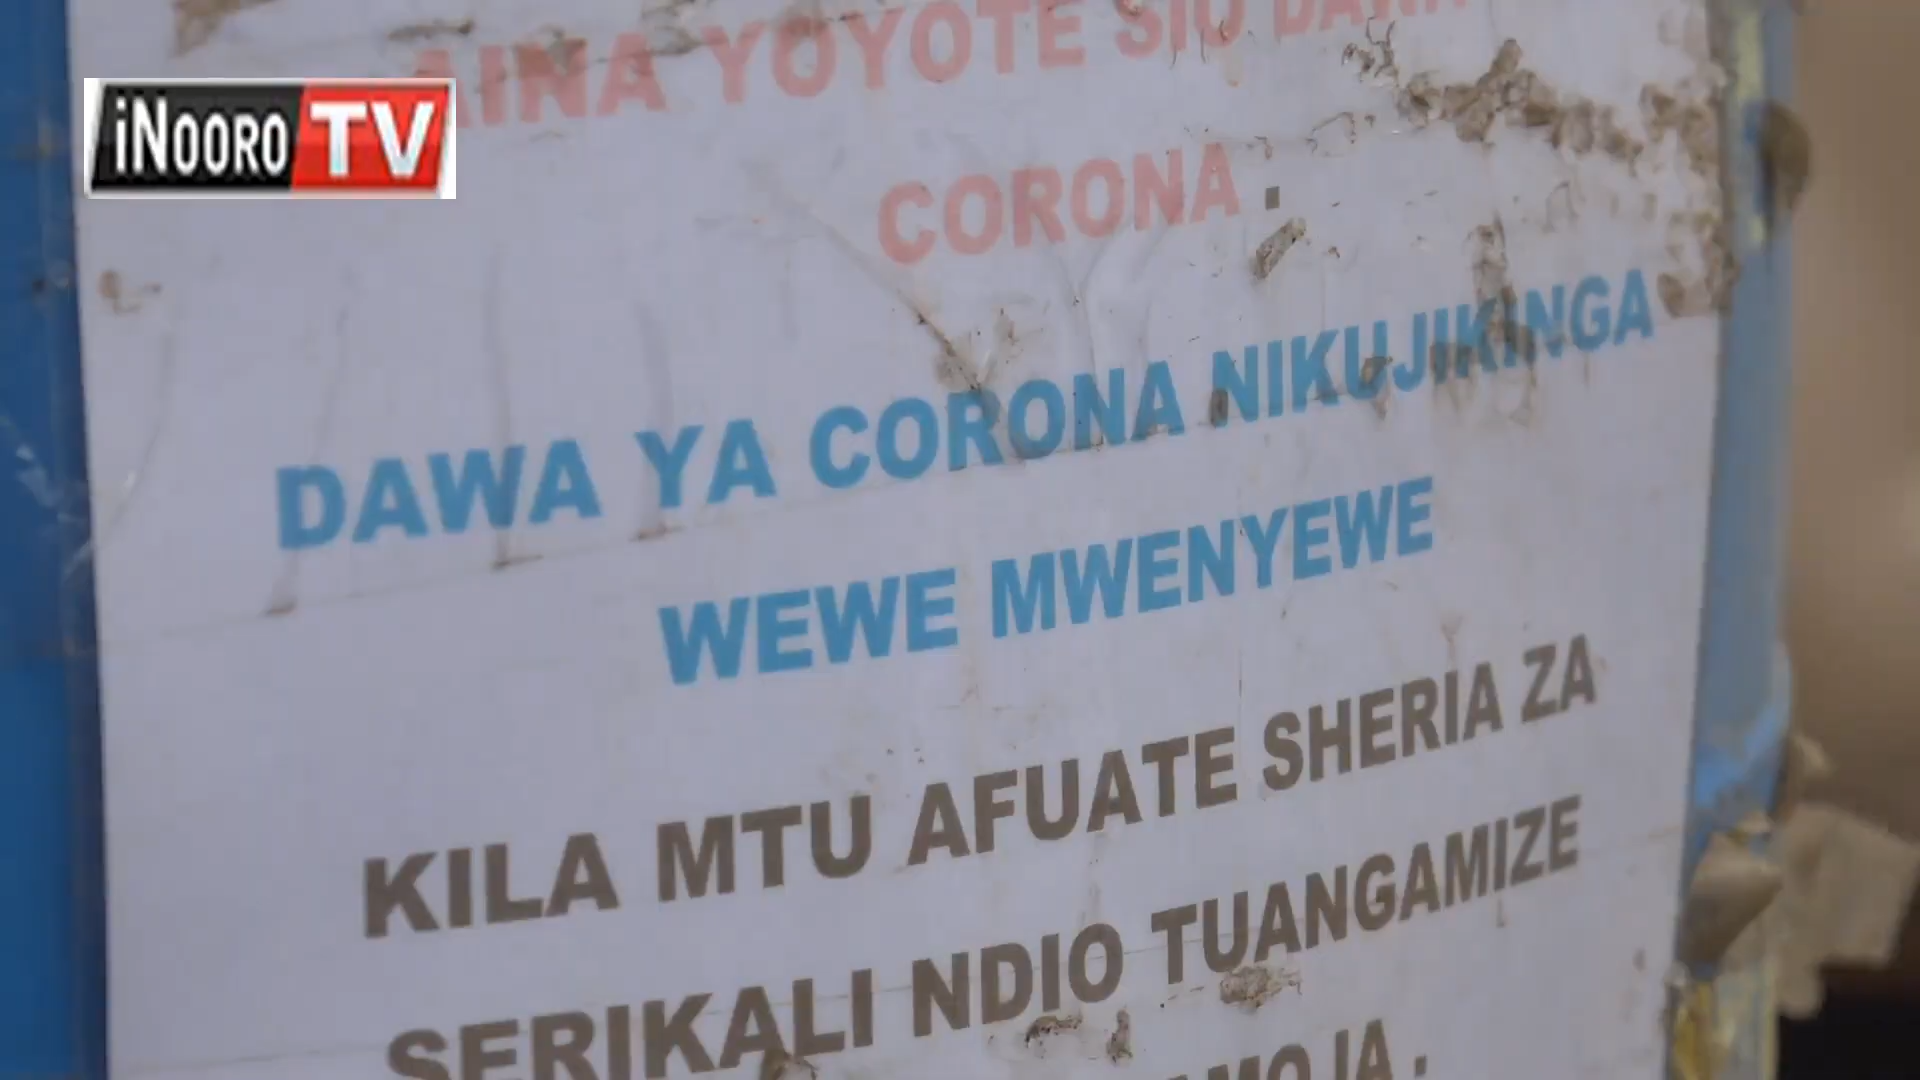 AINA YOYOTE SIO DAWA
iNOORO TV
CORONA.
DAWA YA CORONA NIKUJIKINGA
WEWE MWENYEWE
KILA MTU AFUATE SHERIA ZA
SERIKALI NDIO TUANGAMIZE